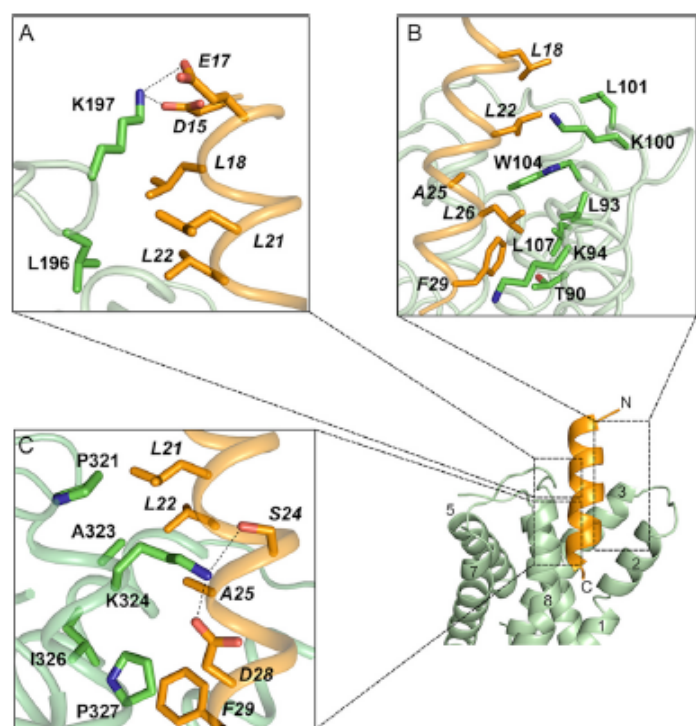 A
E17
K197
D15
L18
L21
L196
L22
B
L18
L101
L22
K100
W104
A25
L93
L26
L107
K94
F29
T90
C
L21
P321
L22
S24
A323
K324
A25
I326
D28
P327
F29
N
5
3
7
2
C
8
1